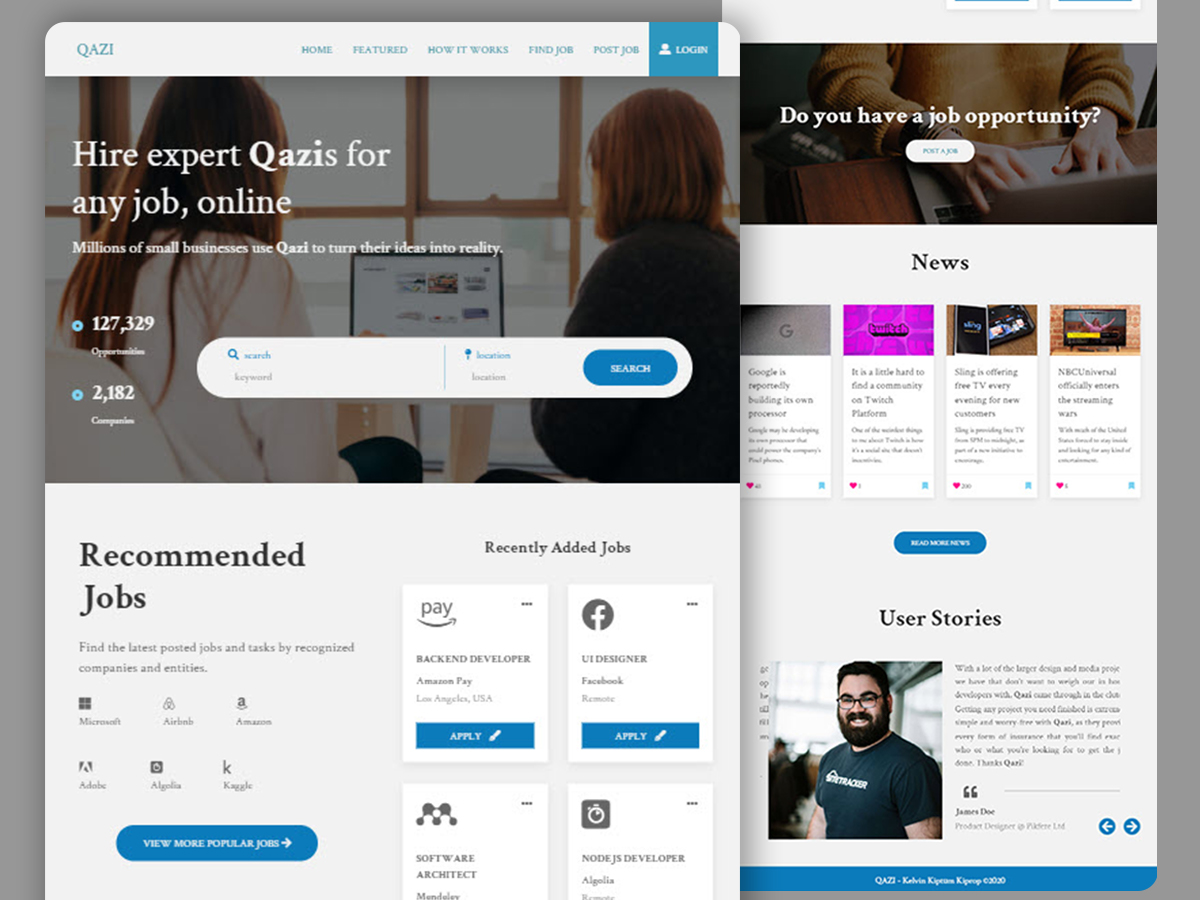 QAZI
HOME FEATURED HOW IT WORKS FIND JOB POST JOB LOGIN
Hire expert Qazis for
any job, online
Millions of small businesses use Qazi to turn their ideas into reality.
127,329
Opportunities
2,182
Companies
search
keyword
location
location
SEARCH
Recommended
Jobs
Find the latest posted jobs and tasks by recognized
companies and entities.
Microsoft Airbnb Amazon
Adobe Algolia Kaggle
VIEW MORE POPULAR JOBS
Recently Added Jobs
pay
BACKEND DEVELOPER
Amazon Pay
Los Angeles, USA
APPLY
UI DESIGNER
Facebook
Remote
APPLY
SOFTWARE
ARCHITECT
Mendeley
NODEJS DEVELOPER
Algolia
Remote
Do you have a job opportunity?
POST A JOB
News
G
Google is
reportedly
building its own
processor
Google may be developing
its own processor that
could power the company's
Pixel phones.
40
twitch
It is a little hard to
find a community
on Twitch
Platform
One of the weirdest things
to me about Twitch is how
it's a social site that doesn't
incentivize.
1
sling
Sling is offering
free TV every
evening for new
customers
Sling is providing free TV
from 5PM to midnight, as
part of a new initiative to
encourage.
200
NBCUniversal
officially enters
the streaming
wars
With much of the United
States forced to stay inside
and looking for any kind of
entertainment.
8
READ MORE NEWS
User Stories
SITETRACKER
With a lot of the larger design and media proje
we have that don't want to weigh our in hou
developers with, Qazi came through in the clut
Getting any project you need finished is extrem
simple and worry-free with Qazi, as they provi
every form of insurance that you'll find exac
who or what you're looking for to get the j
done. Thanks Qazi!
James Doe
Product Designer @ Pikfere Ltd
QAZI - Kelvin Kiptum Kiprop ©2020